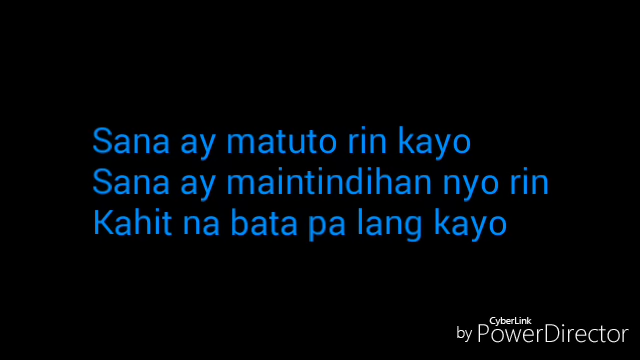 Sana ay matuto rin kayo
Sana ay maintindihan nyo rin
Kahit na bata pa lang kayo
CyberLink
by PowerDirector